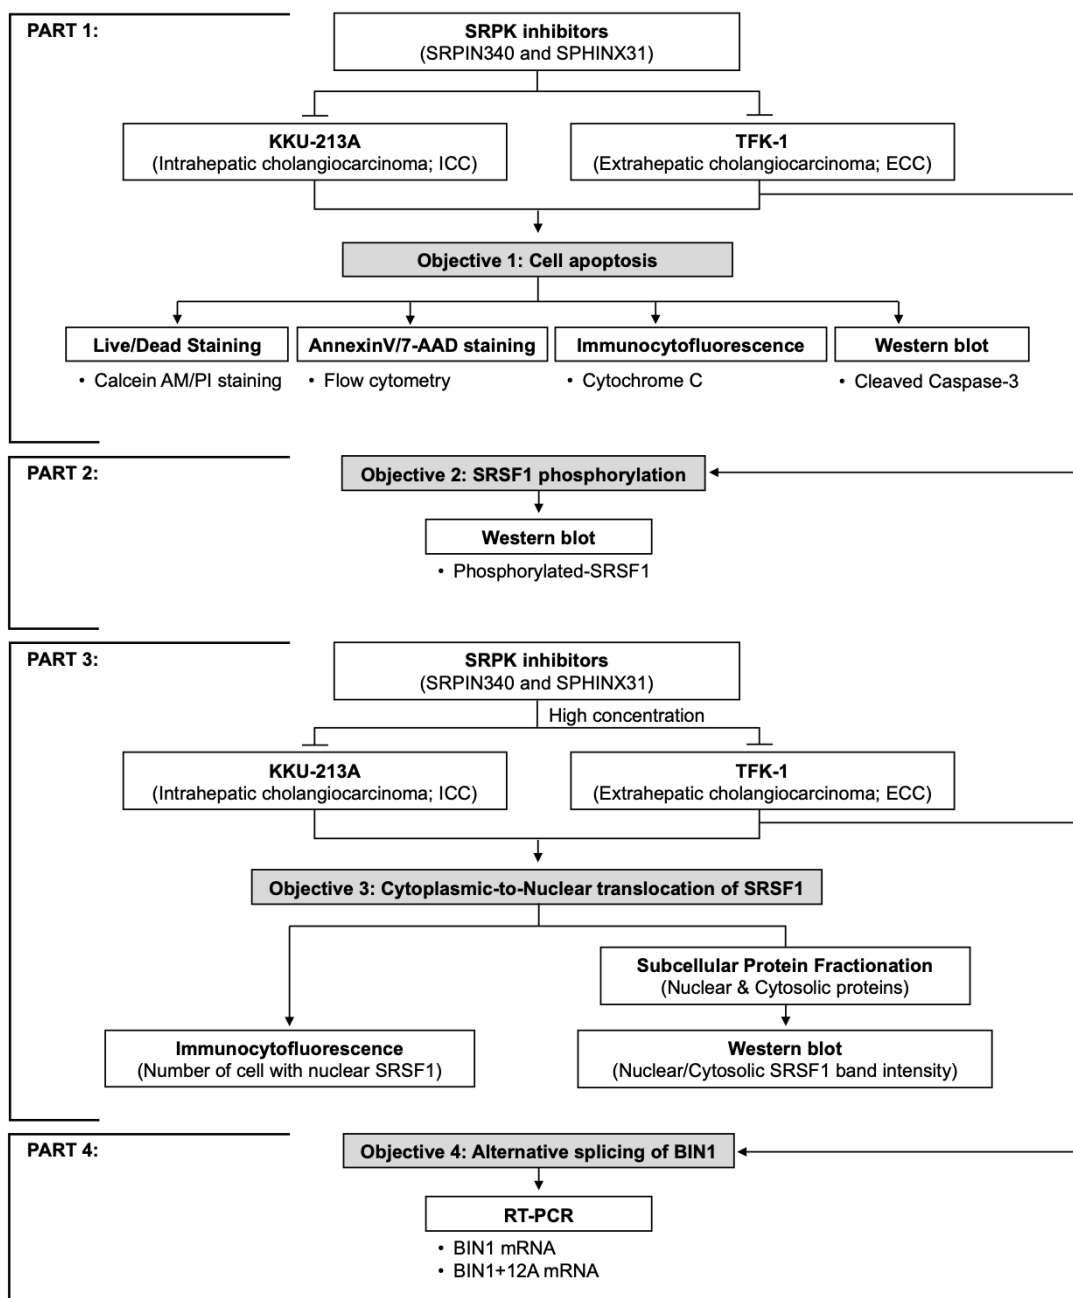 PART 1:
SRPK inhibitors
(SRPIN340 and SPHINX31)
KKU-213A
(Intrahepatic cholangiocarcinoma; ICC)
TFK-1
(Extrahepatic cholangiocarcinoma; ECC)
Objective 1: Cell apoptosis
Live/Dead Staining
• Calcein AM/PI staining
AnnexinV/7-AAD staining
• Flow cytometry
Immunocytofluorescence
• Cytochrome C
Western blot
• Cleaved Caspase-3
PART 2:
Objective 2: SRSF1 phosphorylation
Western blot
• Phosphorylated-SRSF1
PART 3:
SRPK inhibitors
(SRPIN340 and SPHINX31)
High concentration
KKU-213A
(Intrahepatic cholangiocarcinoma; ICC)
TFK-1
(Extrahepatic cholangiocarcinoma; ECC)
Objective 3: Cytoplasmic-to-Nuclear translocation of SRSF1
Immunocytofluorescence
(Number of cell with nuclear SRSF1)
Subcellular Protein Fractionation
(Nuclear & Cytosolic proteins)
Western blot
(Nuclear/Cytosolic SRSF1 band intensity)
PART 4:
Objective 4: Alternative splicing of BIN1
RT-PCR
• BIN1 mRNA
• BIN1+12A mRNA